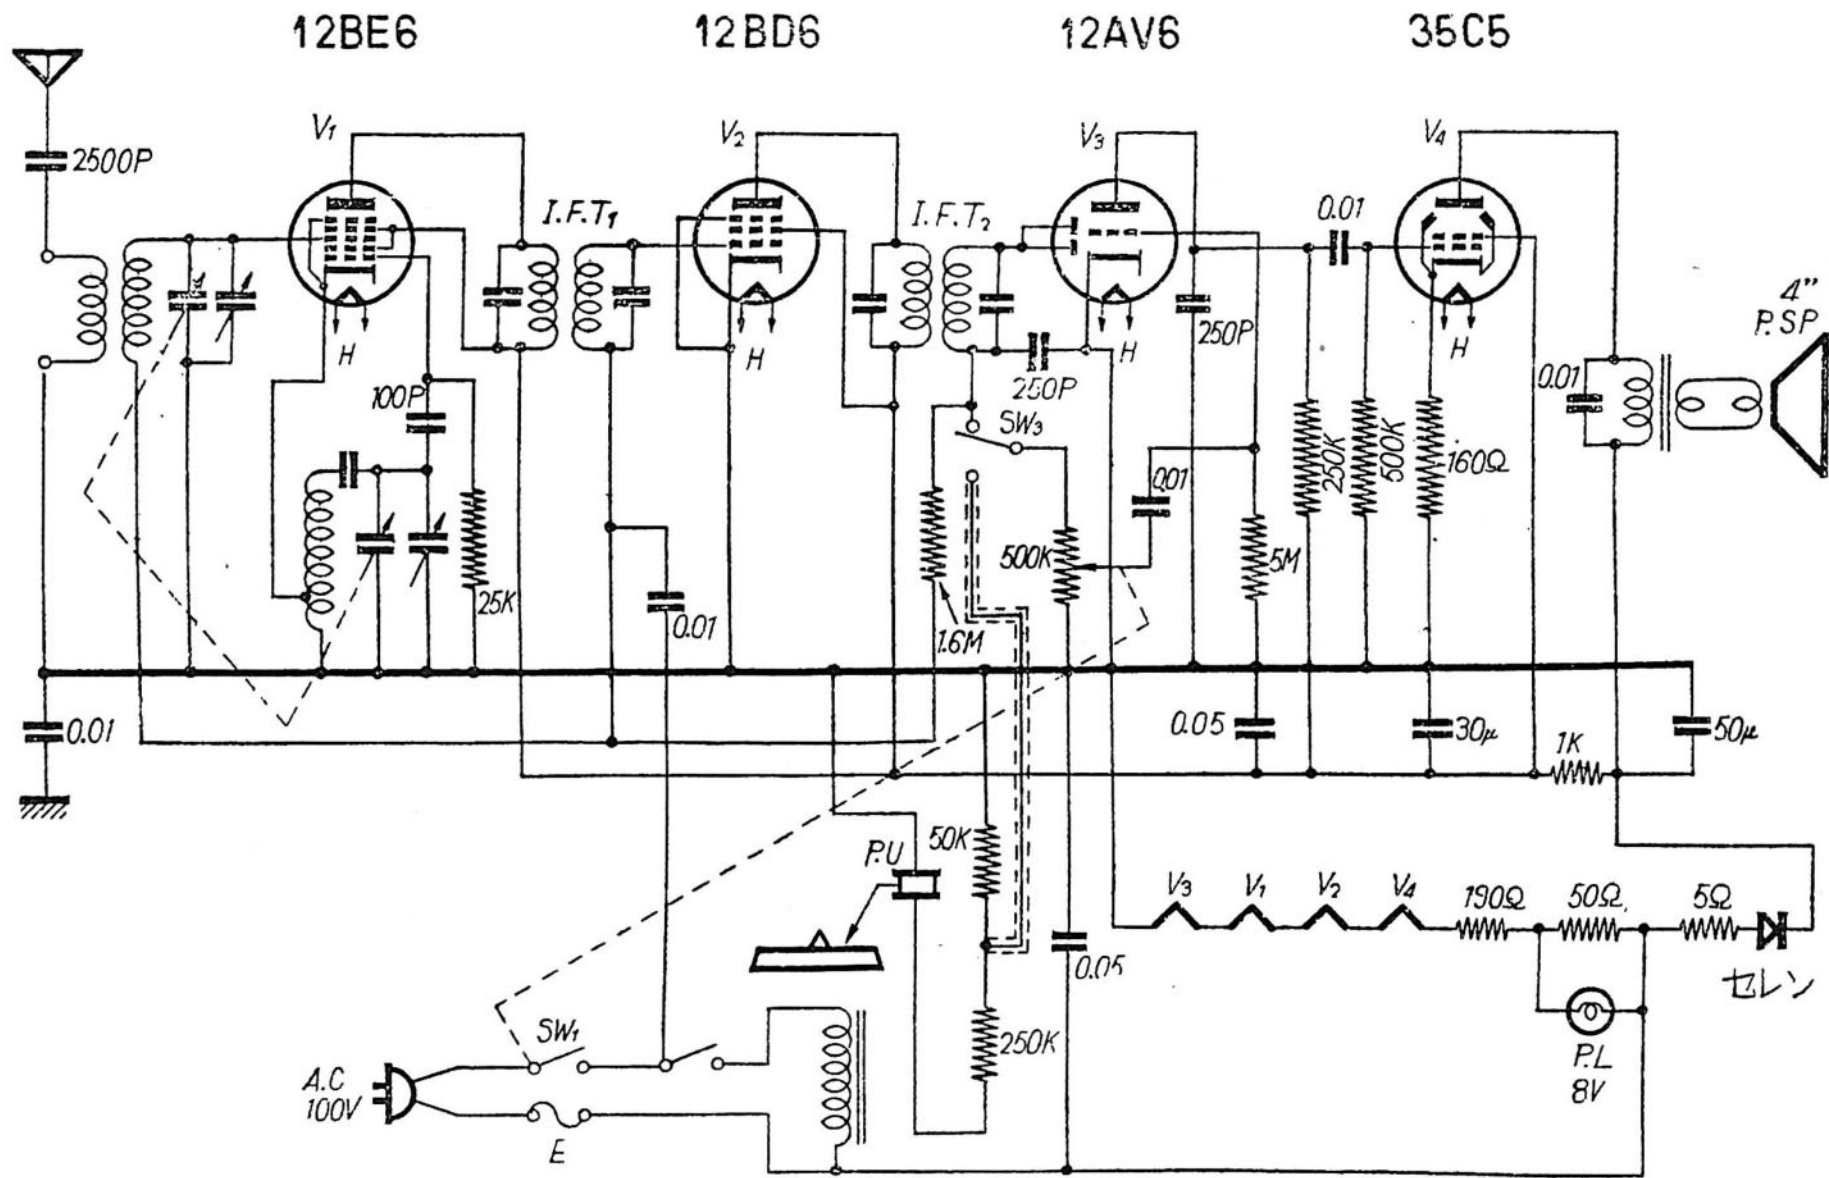 12BE6
12BD6
12AV6
35C5
V1
V2
V3
V4
2500P
I.F.T1
I.F.T2
0.01
4"
P.SP
H
H
H
H
250P
250P
0.01
100P
SW3
250K
500K
160Ω
0.01
500K
5M
25K
0.01
1.6M
0.01
0.05
30μ
1K
50μ
50K
P.U
V3
V1
V2
V4
190Ω
50Ω
5Ω
0.05
セレン
SW1
250K
A.C
100V
P.L
8V
E